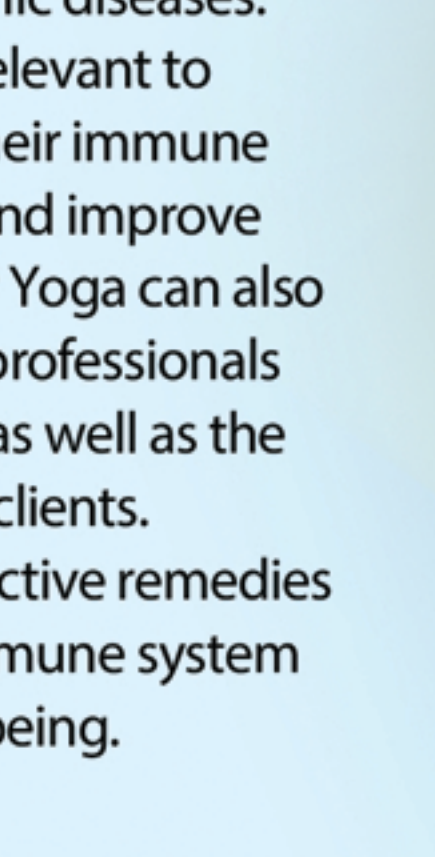 nic diseases.
elevant to
eir immune
nd improve
Yoga can also
professionals
as well as the
clients.
ctive remedies
mune system
being.